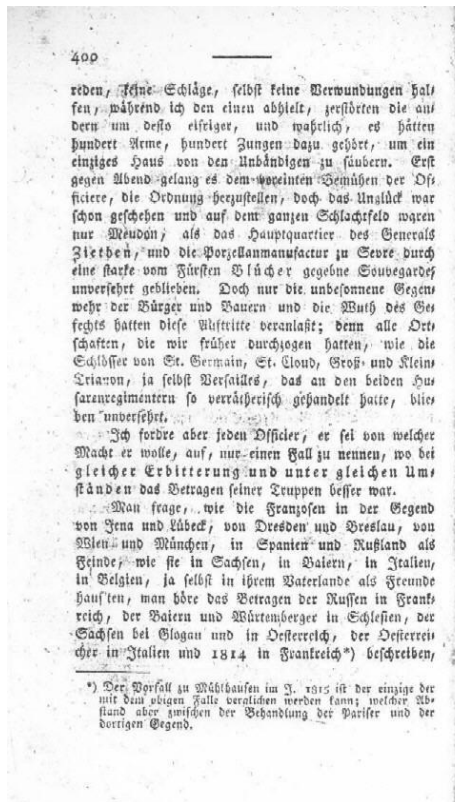 400
reden, keine Schläge, selbst keine Verwundungen hal-
fen, während ich den einen abhielt, zerstörten die an-
dern um desto eifriger, und wahrlich, es hätten
hundert Arme, hundert Zungen dazu gehört, um ein
einziges Haus von den Unbändigen zu säubern. Erst
gegen Abend gelang es dem vereinten Bemühen der Of-
ficiere, die Ordnung herzustellen, doch das Unglück war
schon geschehen und auf dem ganzen Schlachtfeld waren
nur Meudon, als das Hauptquartier des Generals
Ziethen, und die Porzellanmanufactur zu Sevre durch
eine starke vom Fürsten Blücher gegebne Souvegarde,
unversehrt geblieben. Doch nur die unbesonnene Gegen-
wehr der Bürger und Bauern und die Wuth des Ge-
fechts hatten diese Auftritte veranlaßt; denn alle Ort-
schaften, die wir früher durchzogen hatten, wie die
Schlösser von St. Germain, St. Cloud, Groß- und Klein-
Trianon, ja selbst Versailles, das an den beiden Hu-
sarenregimentern so verrätherisch gehandelt hatte, blie-
ben unversehrt.
Ich fordre aber jeden Officier, er sei von welcher
Macht er wolle, auf, nur einen Fall zu nennen, wo bei
gleicher Erbitterung und unter gleichen Um-
ständen das Betragen seiner Truppen besser war.
Man frage, wie die Franzosen in der Gegend
von Jena und Lübeck, von Dresden und Breslau, von
Wien und München, in Spanien und Rußland als
Feinde, wie sie in Sachsen, in Baiern, in Italien,
in Belgien, ja selbst in ihrem Vaterlande als Freunde
haus'ten, man höre das Betragen der Russen in Frank-
reich, der Baiern und Würtemberger in Schlesien, der
Sachsen bei Glogau und in Oesterreich, der Oesterrei-
cher in Italien und 1814 in Frankreich*) beschreiben,
*) Der Vorfall zu Mühlhausen im J. 1815 ist der einzige der
mit dem obigen Falle verglichen werden kann; welcher Ab-
stand aber zwischen der Behandlung der Pariser und der
dortigen Gegend.